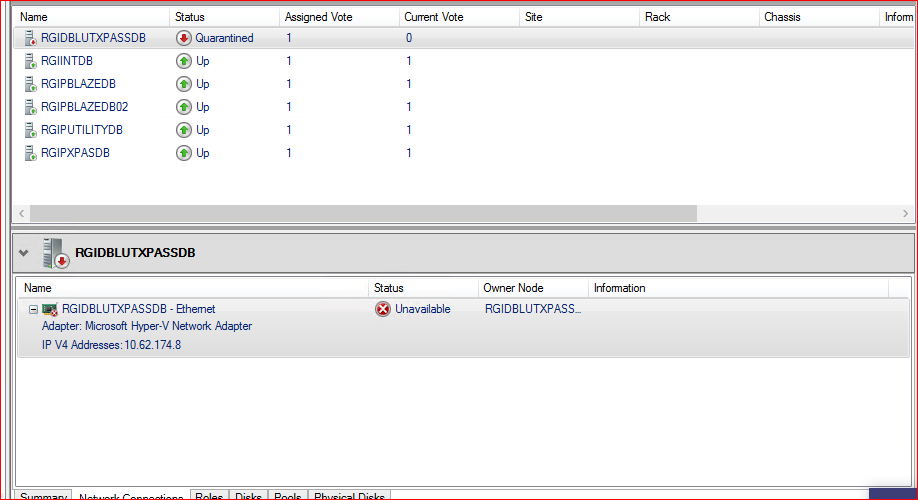 Name Status Assigned Vote Current Vote Site Rack Chassis Inform
RGIDBLUTXPASSDB Quarantined 1 0
RGIINTDB Up 1 1
RGIPBLAZEDB Up 1 1
RGIPBLAZEDB02 Up 1 1
RGIPUTILITYDB Up 1 1
RGIPXPASDB Up 1 1
RGIDBLUTXPASSDB
Name Status Owner Node Information
RGIDBLUTXPASSDB - Ethernet Unavailable RGIDBLUTXPASS...
Adapter: Microsoft Hyper-V Network Adapter
IP V4 Addresses: 10.62.174.8
Summary Network Connections Roles Disks Pools Physical Disks